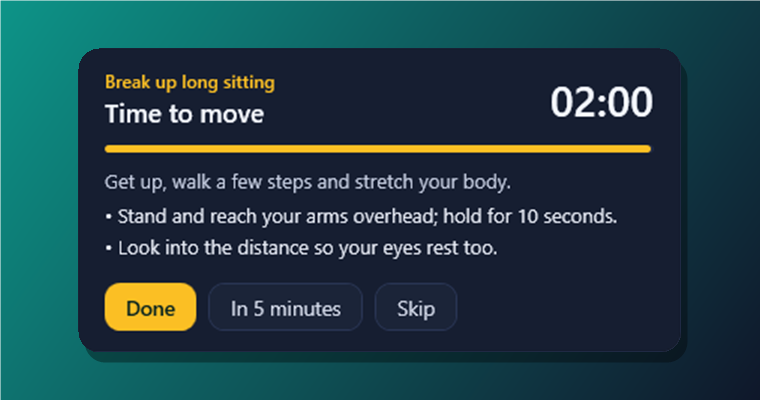 Break up long sitting
Time to move
02:00
Get up, walk a few steps and stretch your body.
• Stand and reach your arms overhead; hold for 10 seconds.
• Look into the distance so your eyes rest too.
Done
In 5 minutes
Skip